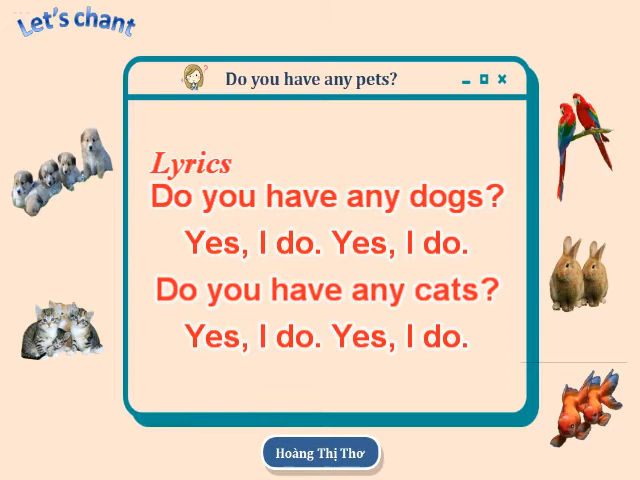 Let's chant
Do you have any pets?
Lyrics
Do you have any dogs?
Yes, I do. Yes, I do.
Do you have any cats?
Yes, I do. Yes, I do.
Hoàng Thị Thơ